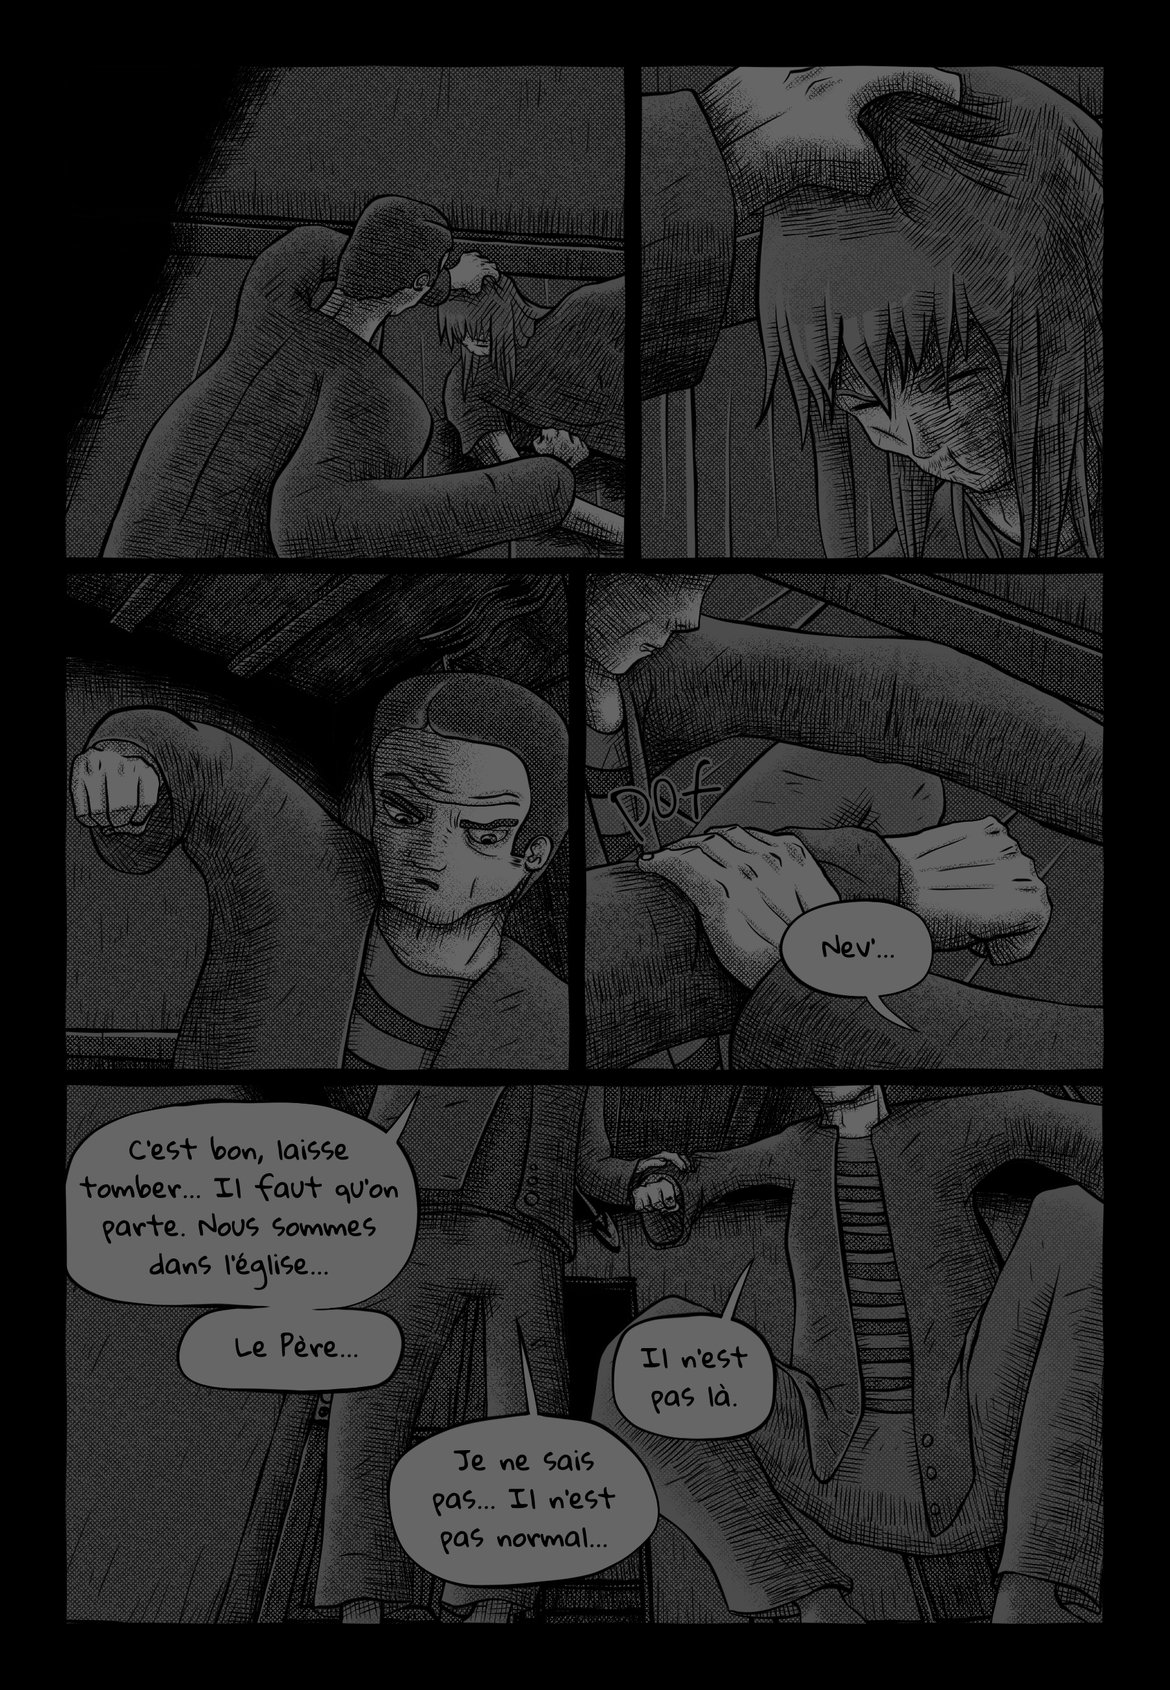 POf
Nev'...
C'est bon, laisse
tomber... Il faut qu'on
parte. Nous sommes
dans l'église...
Le Père...
Il n'est
pas là.
Je ne sais
pas... Il n'est
pas normal...